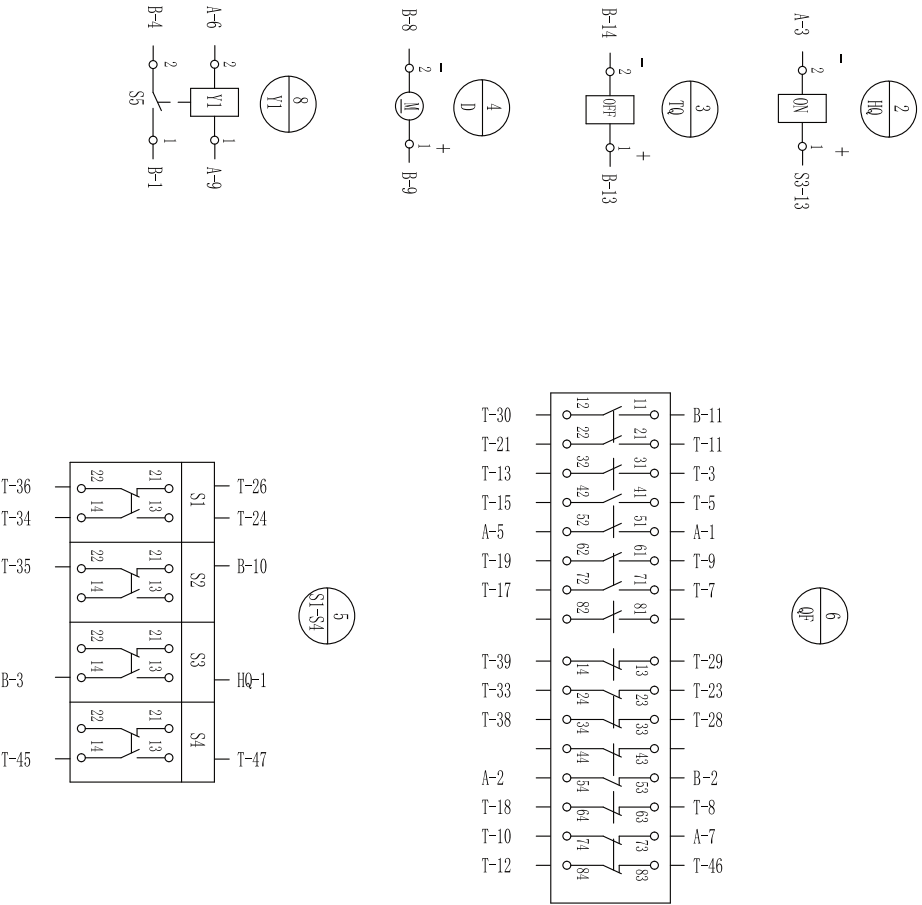 B-4
A-6
2
2
S5
Y1
1
1
B-1
A-9
8
Y1
B-8
-
2
M
1
+
B-9
4
D
B-14
-
2
OFF
1
+
B-13
3
TQ
A-3
-
2
ON
1
+
S3-13
2
HQ
T-30 12 11 B-11
T-21 22 21 T-11
T-13 32 31 T-3
T-15 42 41 T-5
A-5 52 51 A-1
T-19 62 61 T-9
T-17 72 71 T-7
82 81
T-39 14 13 T-29
T-33 24 23 T-23
T-38 34 33 T-28
44 43
A-2 54 53 B-2
T-18 64 63 T-8
T-10 74 73 A-7
T-12 84 83 T-46
6
QF
T-36 22 21 S1 T-26
T-34 14 13 T-24
T-35 22 21 S2 B-10
14 13
22 21 S3
B-3 14 13 HQ-1
22 21 S4
T-45 14 13 T-47
5
S1-S4